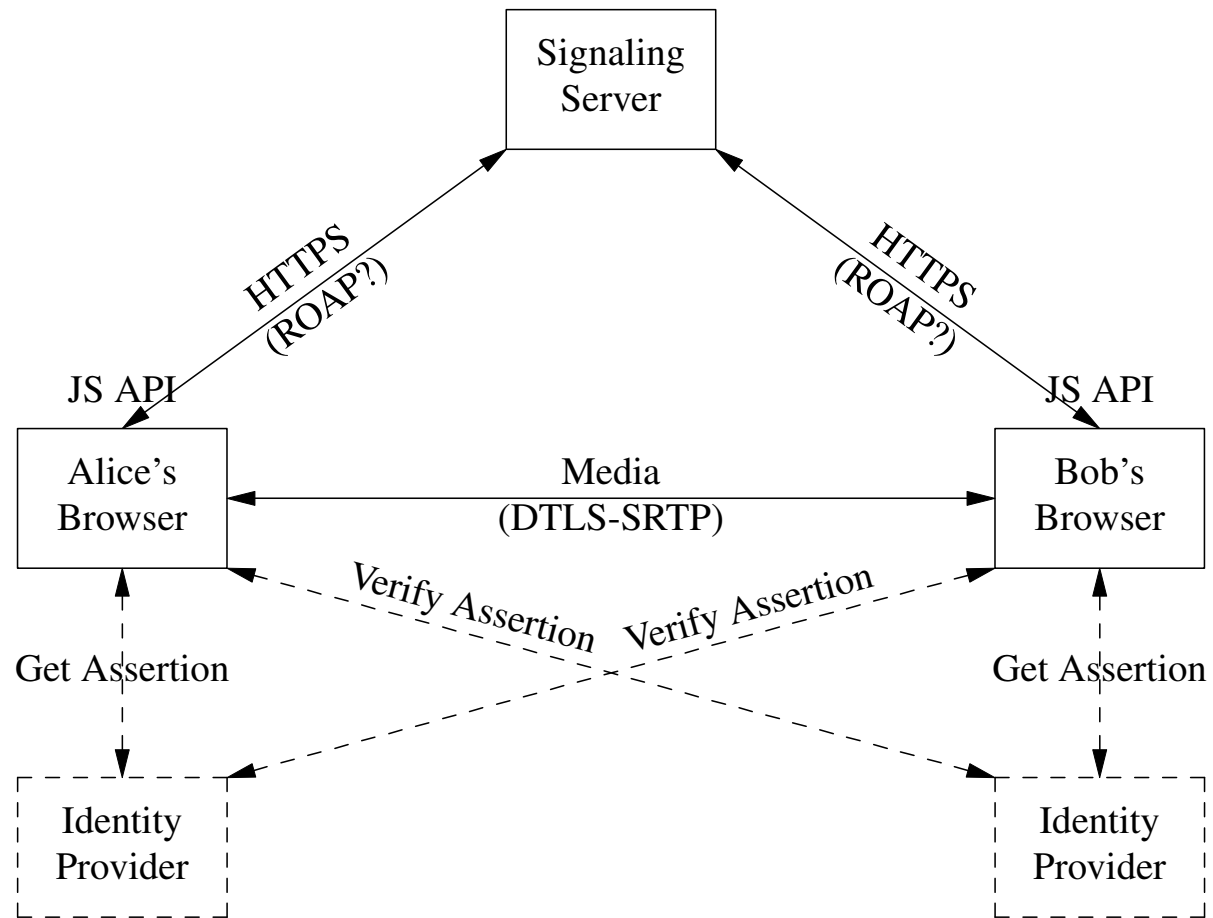 Signaling
Server
HTTPS
(ROAP?)
HTTPS
(ROAP?)
JS API
JS API
Alice's
Browser
Media
(DTLS-SRTP)
Bob's
Browser
Verify Assertion
Verify Assertion
Get Assertion
Get Assertion
Identity
Provider
Identity
Provider